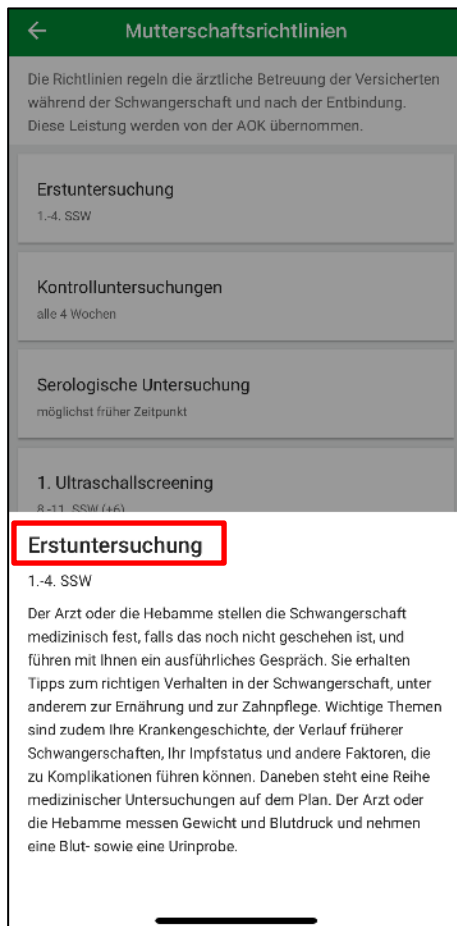 Mutterschaftsrichtlinien
Die Richtlinien regeln die ärztliche Betreuung der Versicherten
während der Schwangerschaft und nach der Entbindung.
Diese Leistung werden von der AOK übernommen.
Erstuntersuchung
1.-4. SSW
Kontrolluntersuchungen
alle 4 Wochen
Serologische Untersuchung
möglichst früher Zeitpunkt
1. Ultraschallscreening
8.-11. SSW (+6)
Erstuntersuchung
1.-4. SSW
Der Arzt oder die Hebamme stellen die Schwangerschaft
medizinisch fest, falls das noch nicht geschehen ist, und
führen mit Ihnen ein ausführliches Gespräch. Sie erhalten
Tipps zum richtigen Verhalten in der Schwangerschaft, unter
anderem zur Ernährung und zur Zahnpflege. Wichtige Themen
sind zudem Ihre Krankengeschichte, der Verlauf früherer
Schwangerschaften, Ihr Impfstatus und andere Faktoren, die
zu Komplikationen führen können. Daneben steht eine Reihe
medizinischer Untersuchungen auf dem Plan. Der Arzt oder
die Hebamme messen Gewicht und Blutdruck und nehmen
eine Blut- sowie eine Urinprobe.